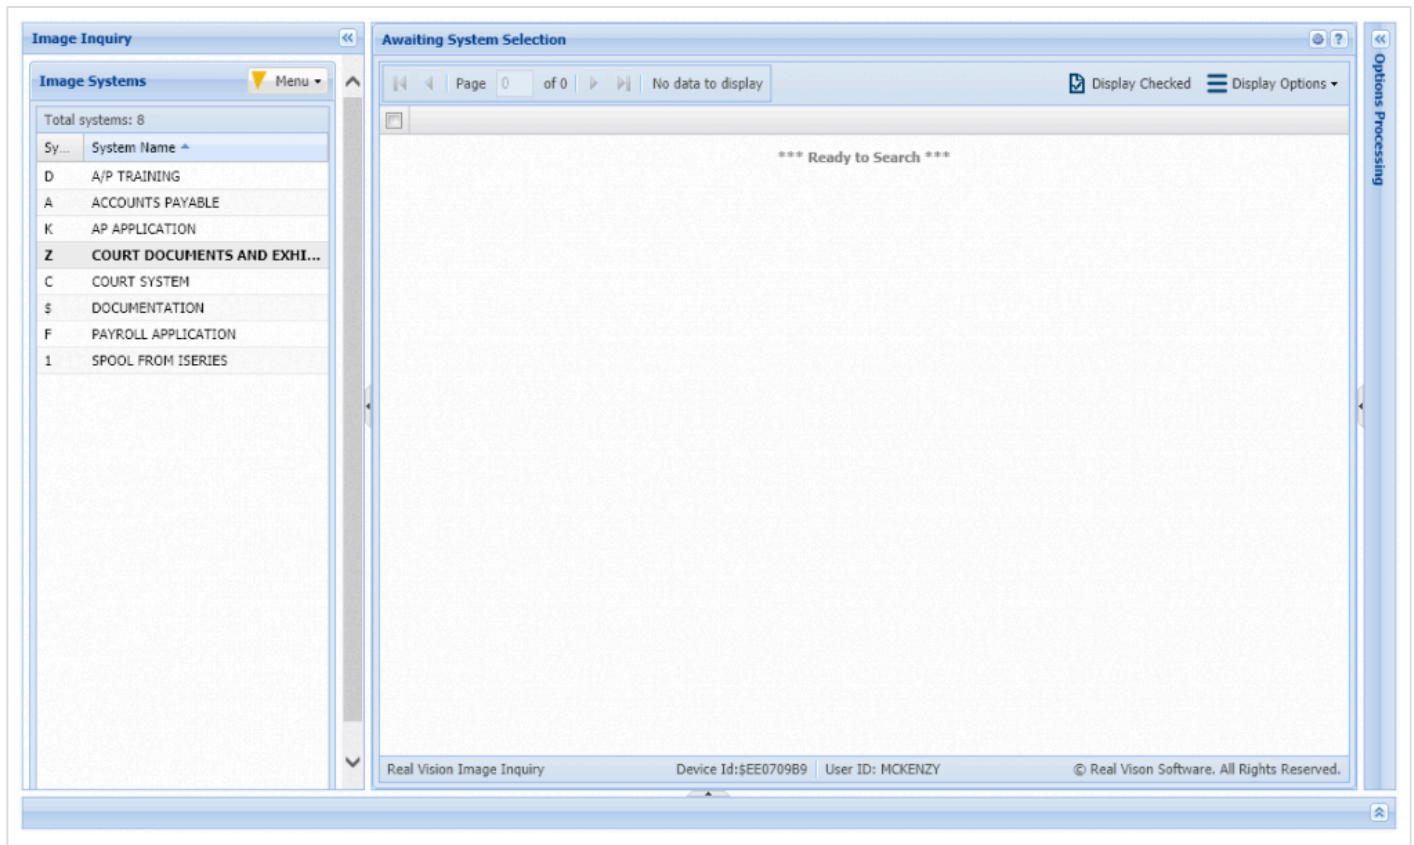 Image Inquiry
Image Systems
Menu
Total systems: 8
Sy... System Name
D A/P TRAINING
A ACCOUNTS PAYABLE
K AP APPLICATION
Z COURT DOCUMENTS AND EXHI...
C COURT SYSTEM
$ DOCUMENTATION
F PAYROLL APPLICATION
1 SPOOL FROM ISERIES
Awaiting System Selection
?
Page 0 of 0 No data to display
Display Checked Display Options
*** Ready to Search ***
Real Vision Image Inquiry Device Id:$EE0709B9 User ID: MCKENZY © Real Vison Software. All Rights Reserved.
Options Processing